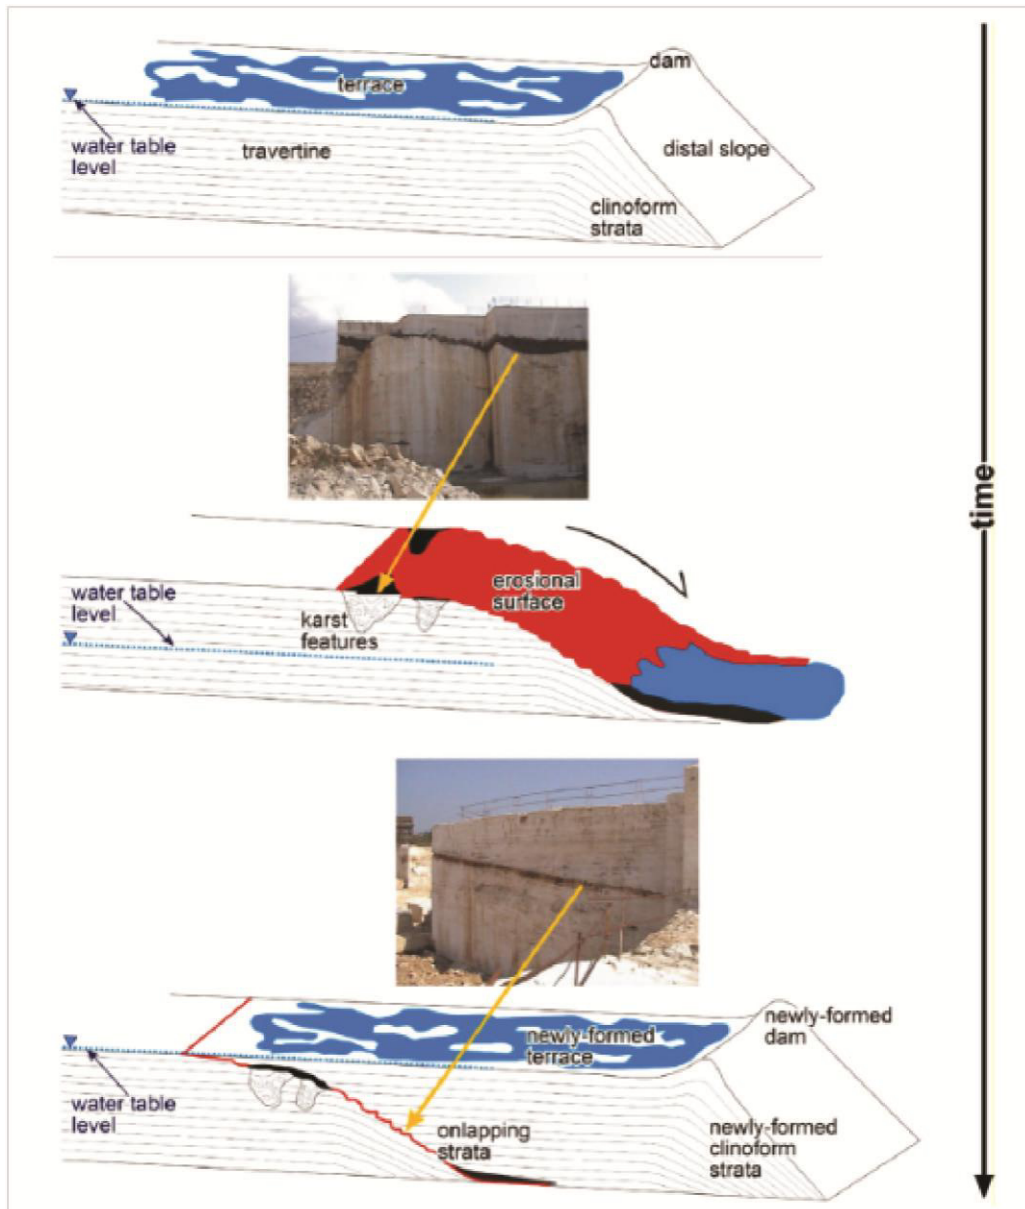 dam
terrace
water table
level
travertine
distal slope
clinoform
strata
time
erosional
surface
water table
level
karst
features
newly-formed
dam
newly-formed
terrace
water table
level
onlapping
strata
newly-formed
clinoform
strata